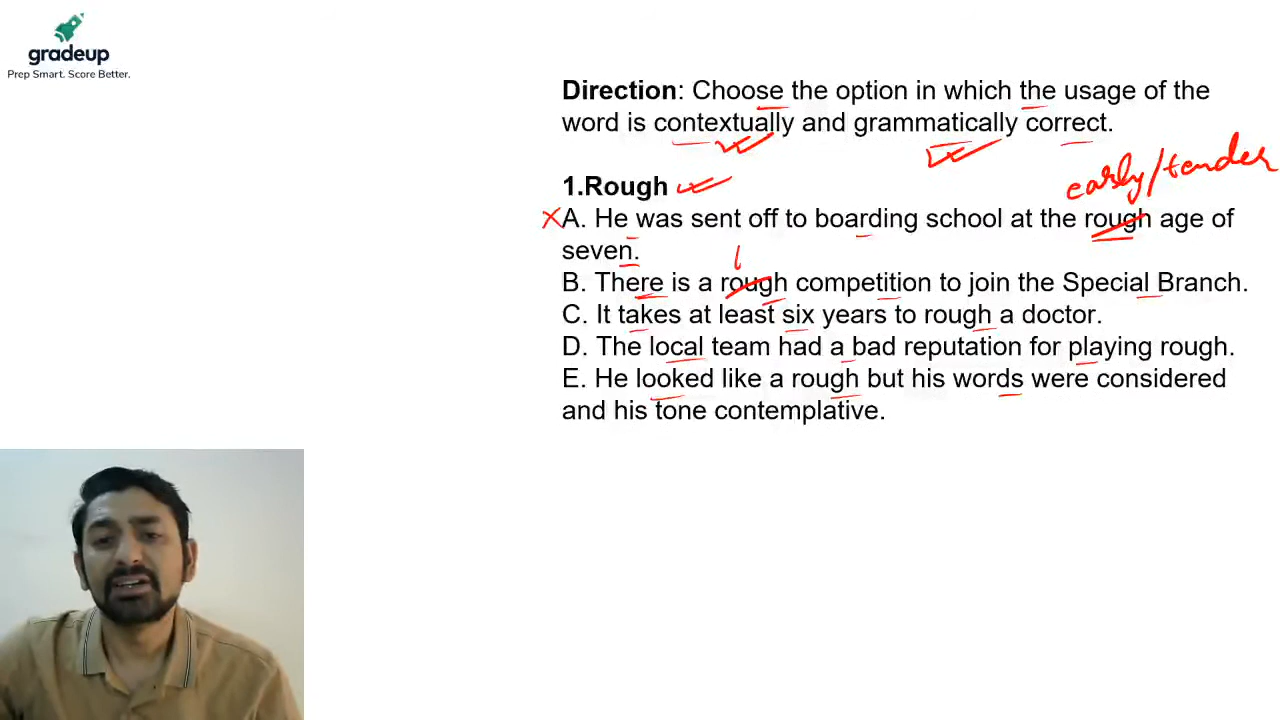 gradeup
Prep Smart. Score Better.
Direction: Choose the option in which the usage of the
word is contextually and grammatically correct.
early/tender
1.Rough
A. He was sent off to boarding school at the rough age of
seven.
B. There is a rough competition to join the Special Branch.
C. It takes at least six years to rough a doctor.
D. The local team had a bad reputation for playing rough.
E. He looked like a rough but his words were considered
and his tone contemplative.